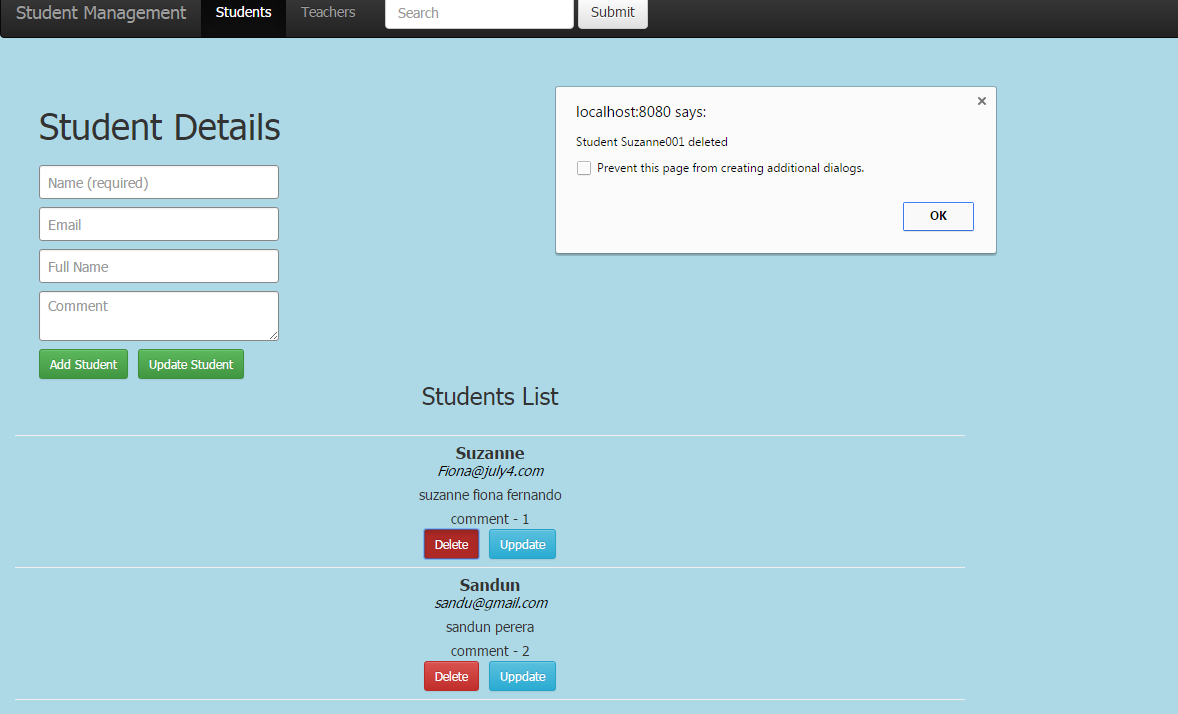 Student Management Students Teachers Search Submit
localhost:8080 says:
Student Suzanne001 deleted
Prevent this page from creating additional dialogs.
OK
Student Details
Name (required)
Email
Full Name
Comment
Add Student Update Student
Students List
Suzanne
Fiona@july4.com
suzanne fiona fernando
comment - 1
Delete Uppdate
Sandun
sandu@gmail.com
sandun perera
comment - 2
Delete Uppdate